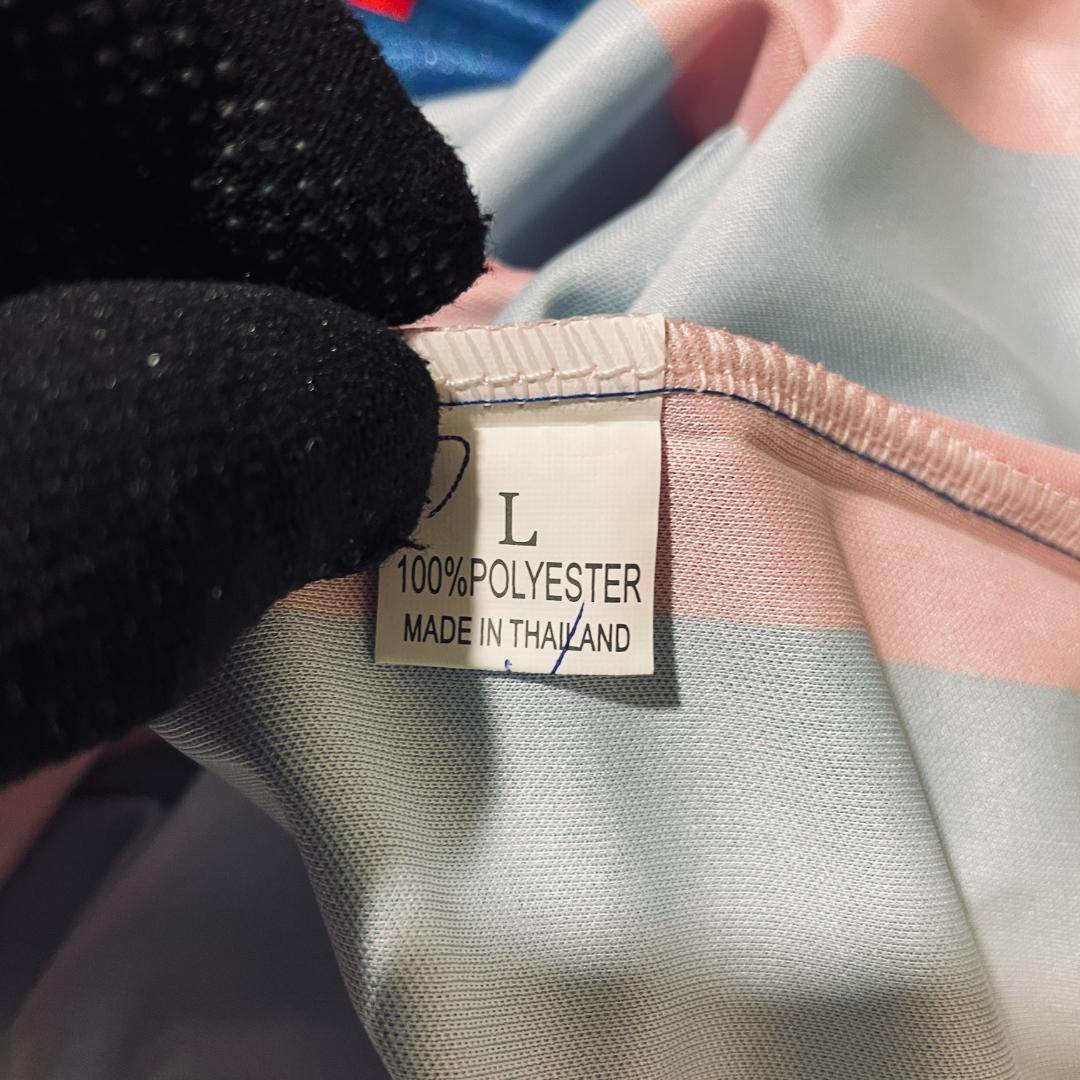 L
100%POLYESTER
MADE IN THAILAND